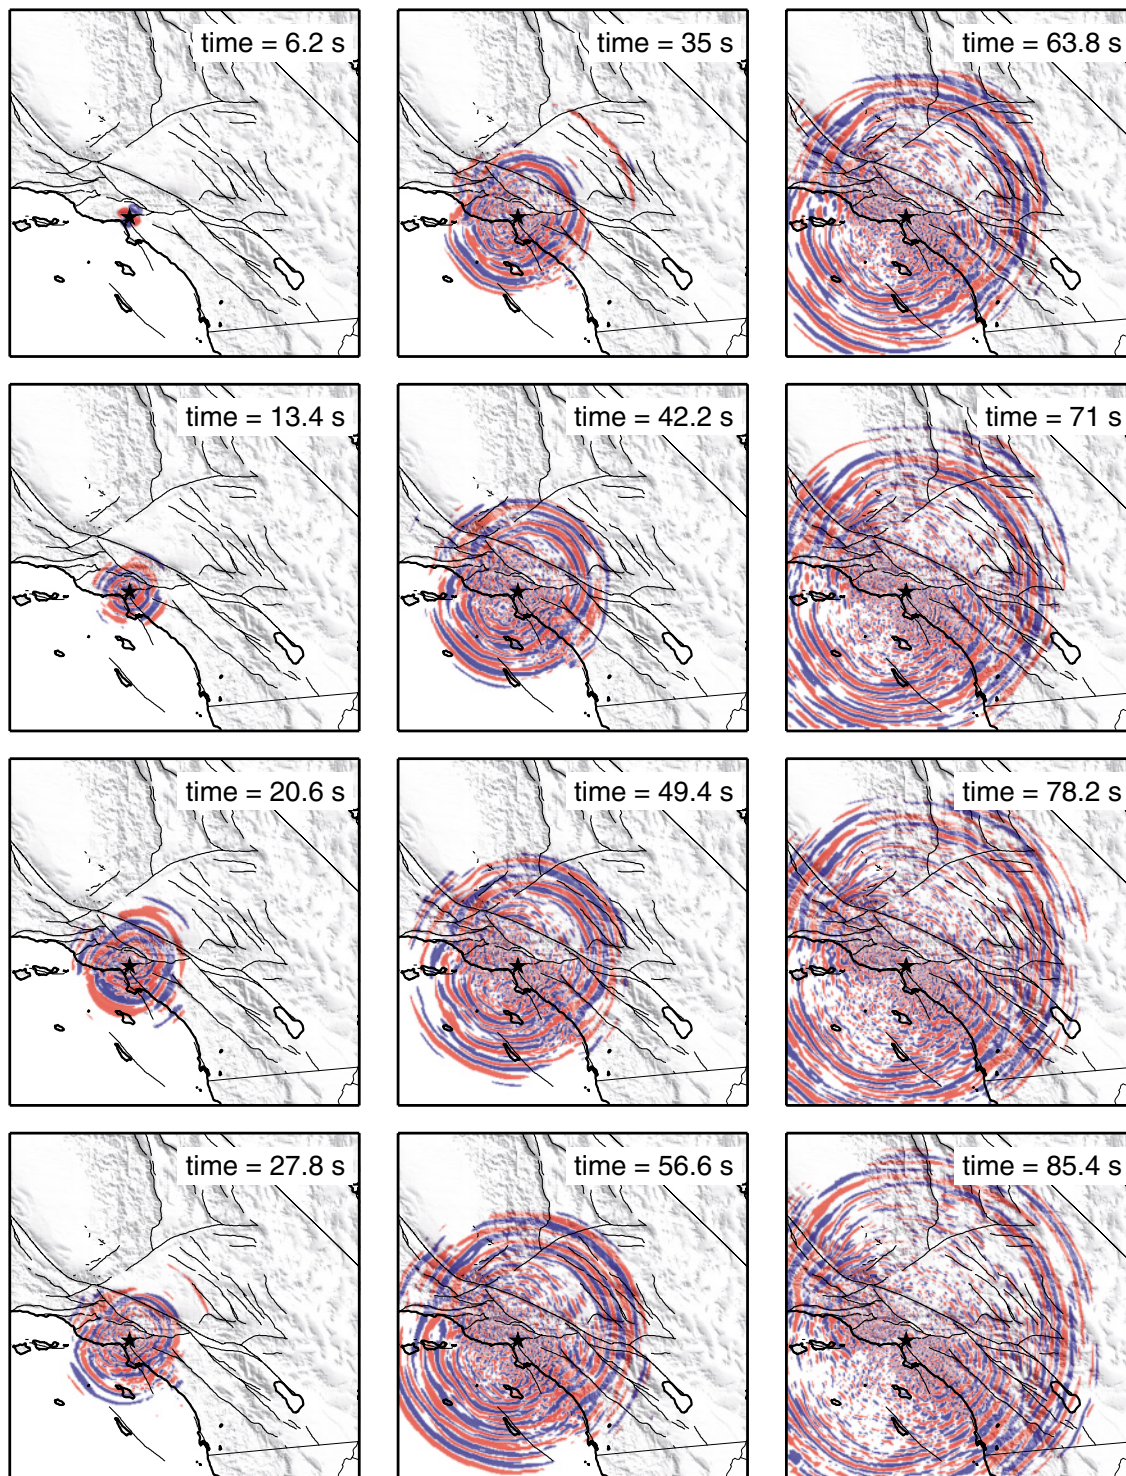 time = 6.2 s
time = 35 s
time = 63.8 s
time = 13.4 s
time = 42.2 s
time = 71 s
time = 20.6 s
time = 49.4 s
time = 78.2 s
time = 27.8 s
time = 56.6 s
time = 85.4 s